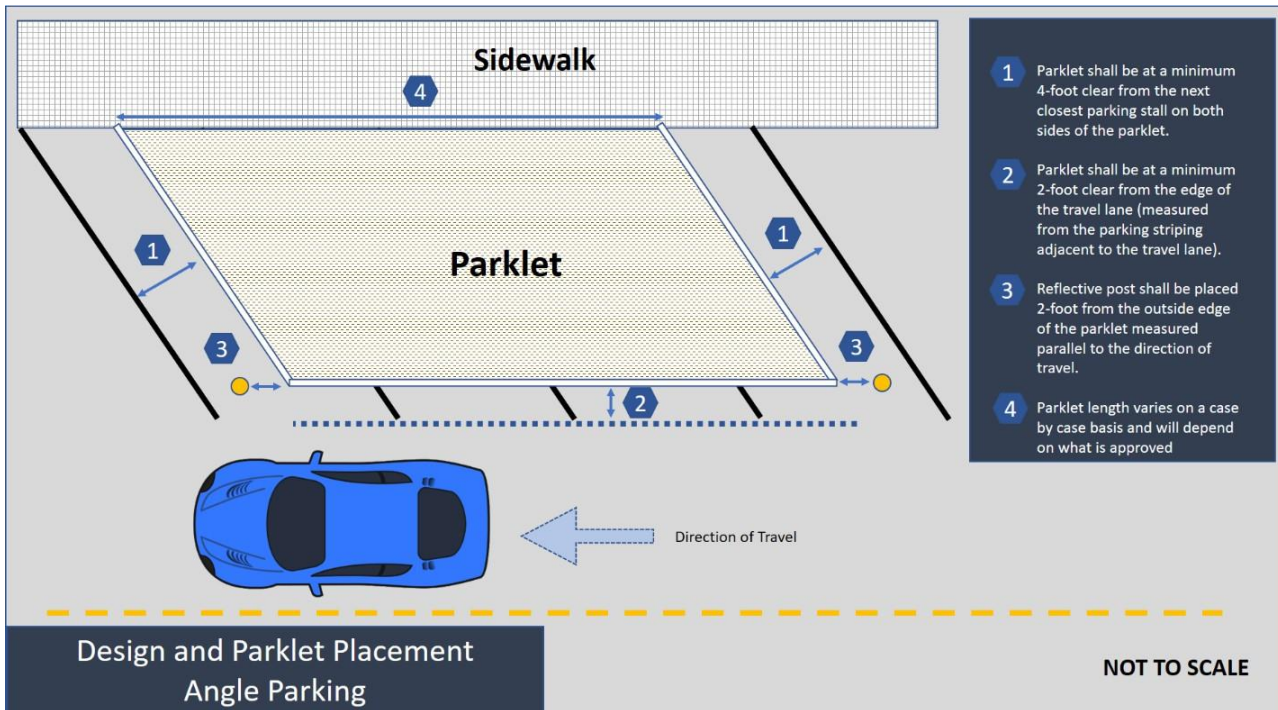 Sidewalk
4
1
Parklet
1
3
3
2
Direction of Travel
1
Parklet shall be at a minimum
4-foot clear from the next
closest parking stall on both
sides of the parklet.
2
Parklet shall be at a minimum
2-foot clear from the edge of
the travel lane (measured
from the parking striping
adjacent to the travel lane).
3
Reflective post shall be placed
2-foot from the outside edge
of the parklet measured
parallel to the direction of
travel.
4
Parklet length varies on a case
by case basis and will depend
on what is approved
Design and Parklet Placement
Angle Parking
NOT TO SCALE